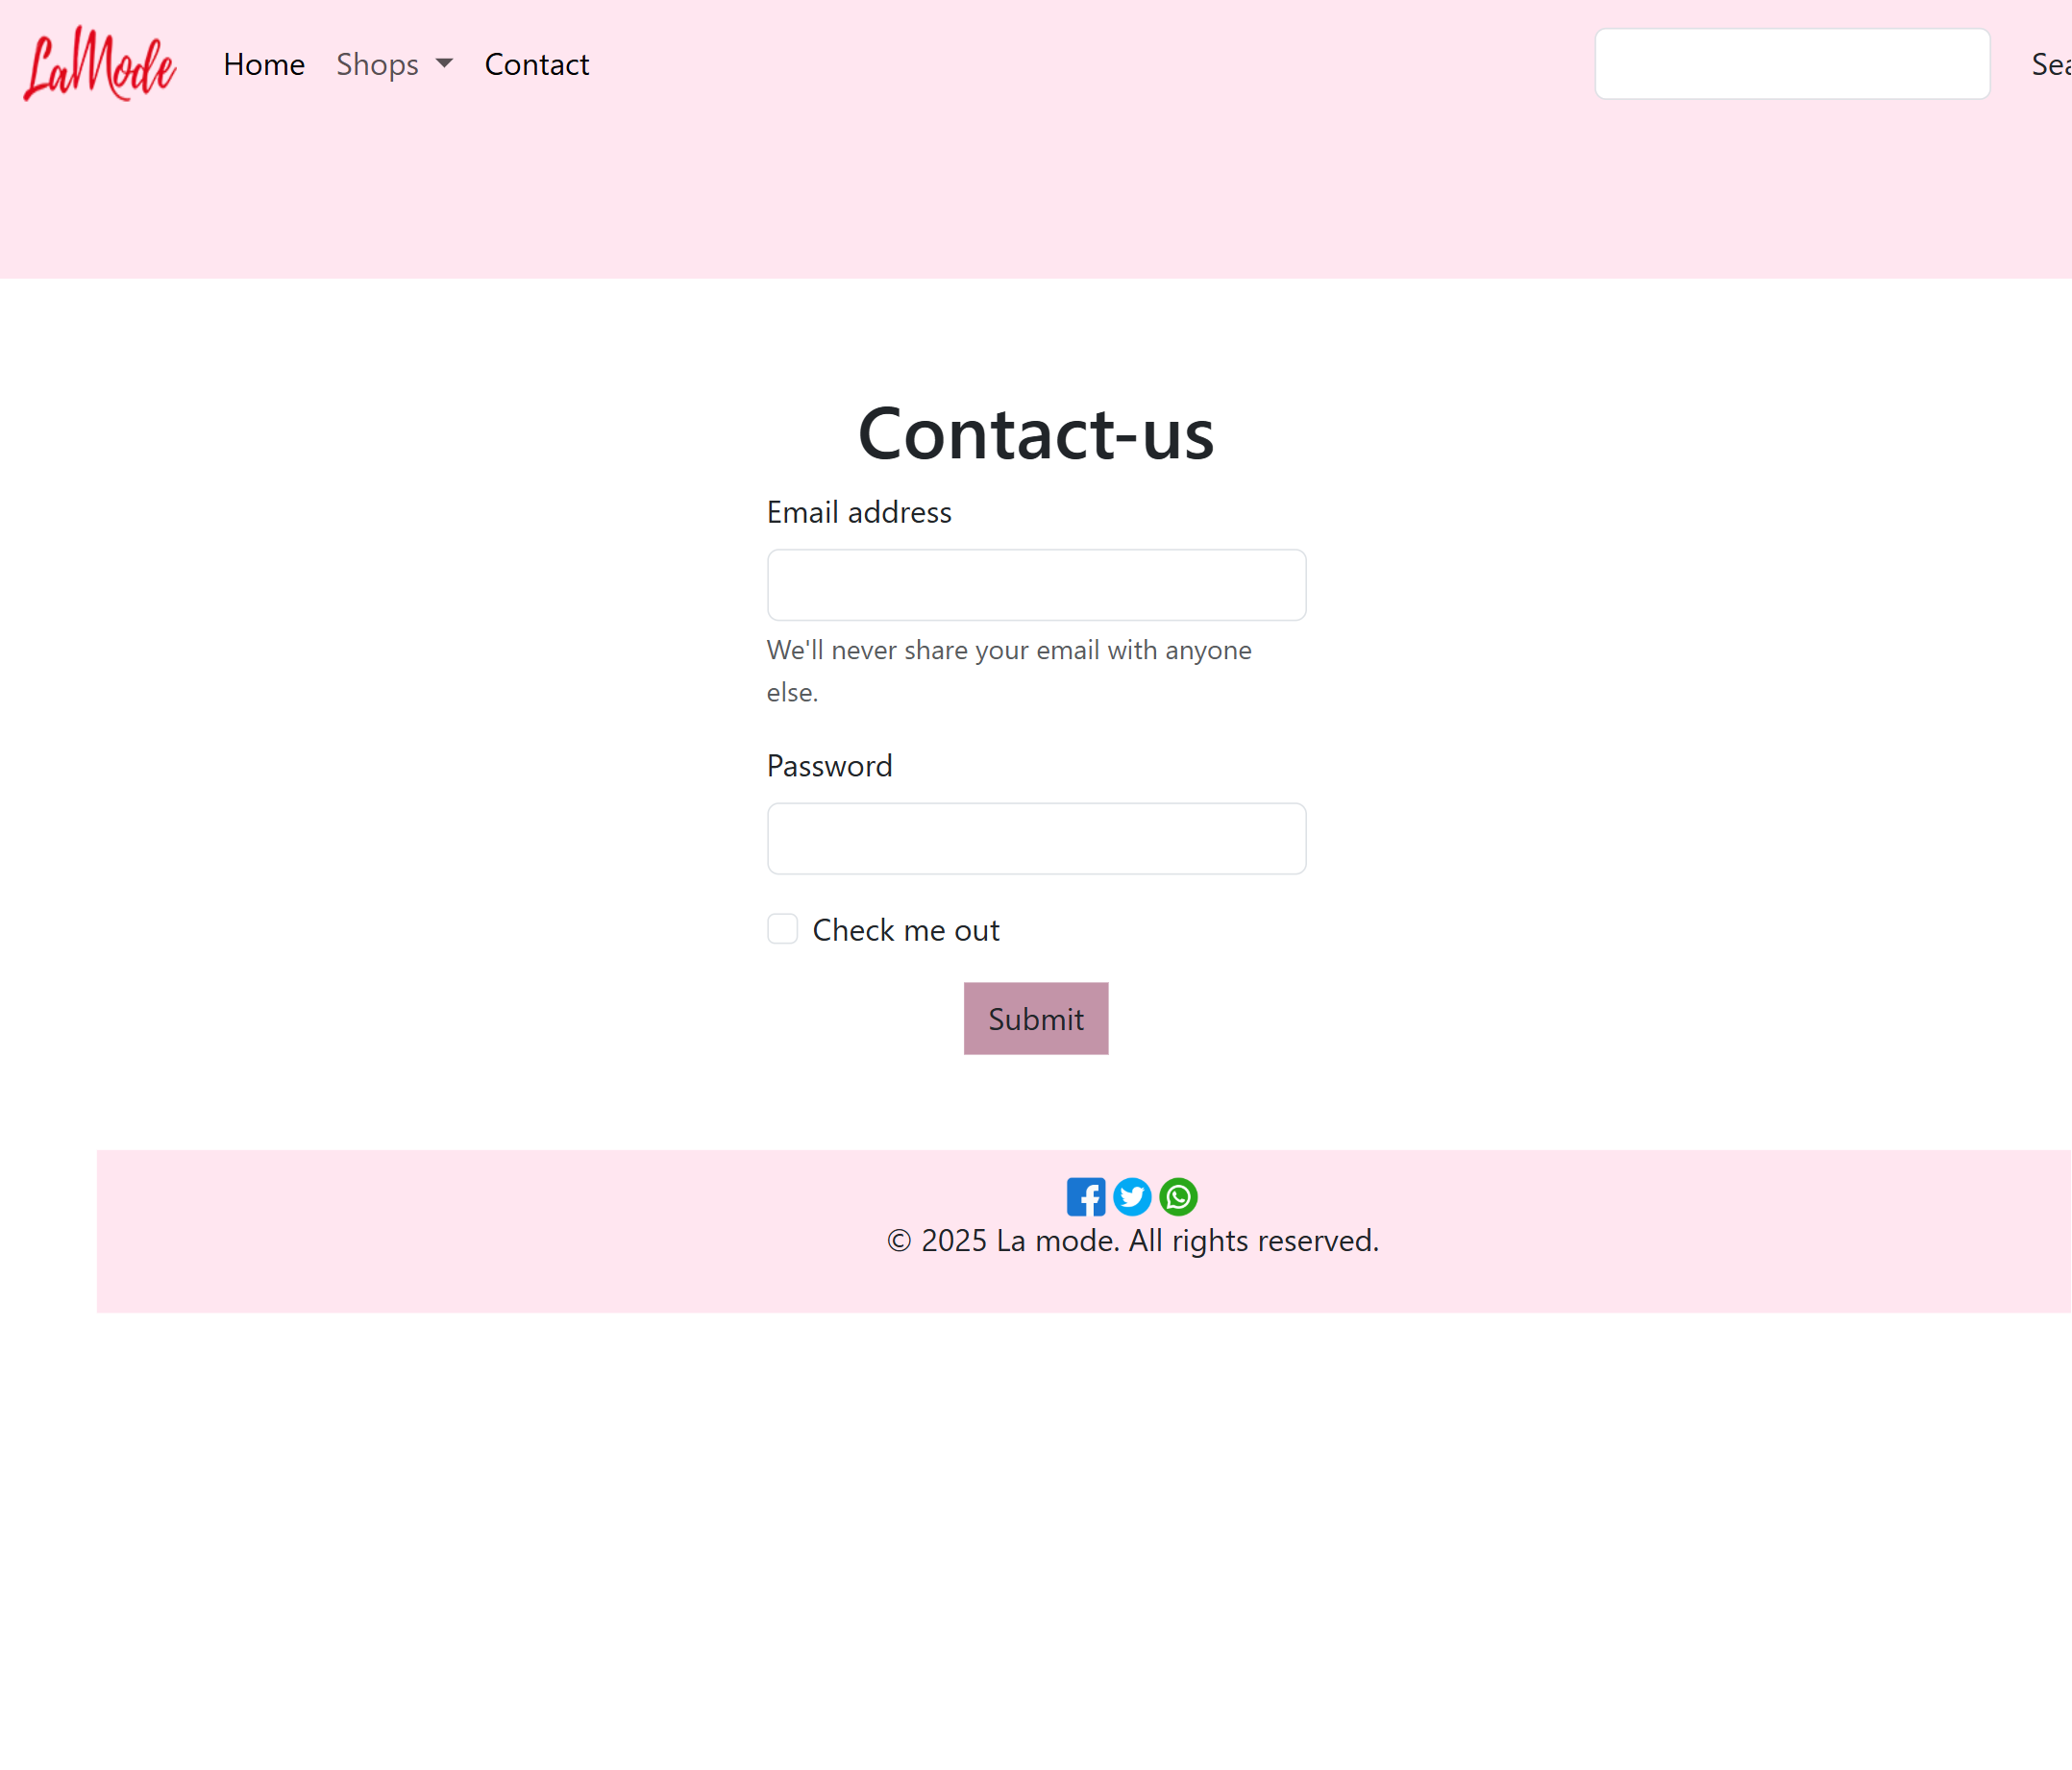 LaMode Home Shops Contact Sea
Contact-us
Email address
We'll never share your email with anyone
else.
Password
Check me out
Submit
© 2025 La mode. All rights reserved.